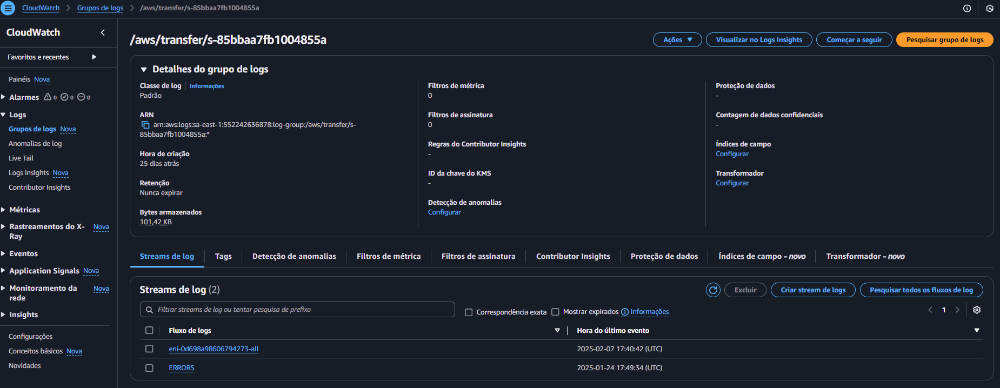 CloudWatch > Grupos de logs > /aws/transfer/s-85bbaa7fb1004855a
CloudWatch
Favoritos e recentes
Painéis Nova
Alarmes 0 0 0
Logs
Grupos de logs Nova
Anomalias de log
Live Tail
Logs Insights Nova
Contributor Insights
Métricas
Rastreamentos do X-
Ray
Nova
Eventos
Application Signals Nova
Monitoramento da
rede
Nova
Insights
Configurações
Conceitos básicos Nova
Novidades
/aws/transfer/s-85bbaa7fb1004855a
Ações
Visualizar no Logs Insights
Começar a seguir
Pesquisar grupo de logs
Detalhes do grupo de logs
Classe de log Informações
Padrão
ARN
arn:aws:logs:sa-east-1:552242636878:log-group:/aws/transfer/s-
85bbaa7fb1004855a:*
Hora de criação
25 dias atrás
Retenção
Nunca expirar
Bytes armazenados
101,42 KB
Filtros de métrica
0
Filtros de assinatura
0
Regras do Contributor Insights
-
ID da chave do KMS
-
Detecção de anomalias
Configurar
Proteção de dados
-
Contagem de dados confidenciais
-
Índices de campo
Configurar
Transformador
Configurar
Streams de log
Tags
Detecção de anomalias
Filtros de métrica
Filtros de assinatura
Contributor Insights
Proteção de dados
Índices de campo - novo
Transformador - novo
Streams de log (2)
Excluir
Criar stream de logs
Pesquisar todos os fluxos de log
Filtrar streams de log ou tentar pesquisa de prefixo
Correspondência exata
Mostrar expirados
Informações
1
Fluxo de logs
Hora do último evento
eni-0d698a98606794273-all
2025-02-07 17:40:42 (UTC)
ERRORS
2025-01-24 17:49:34 (UTC)